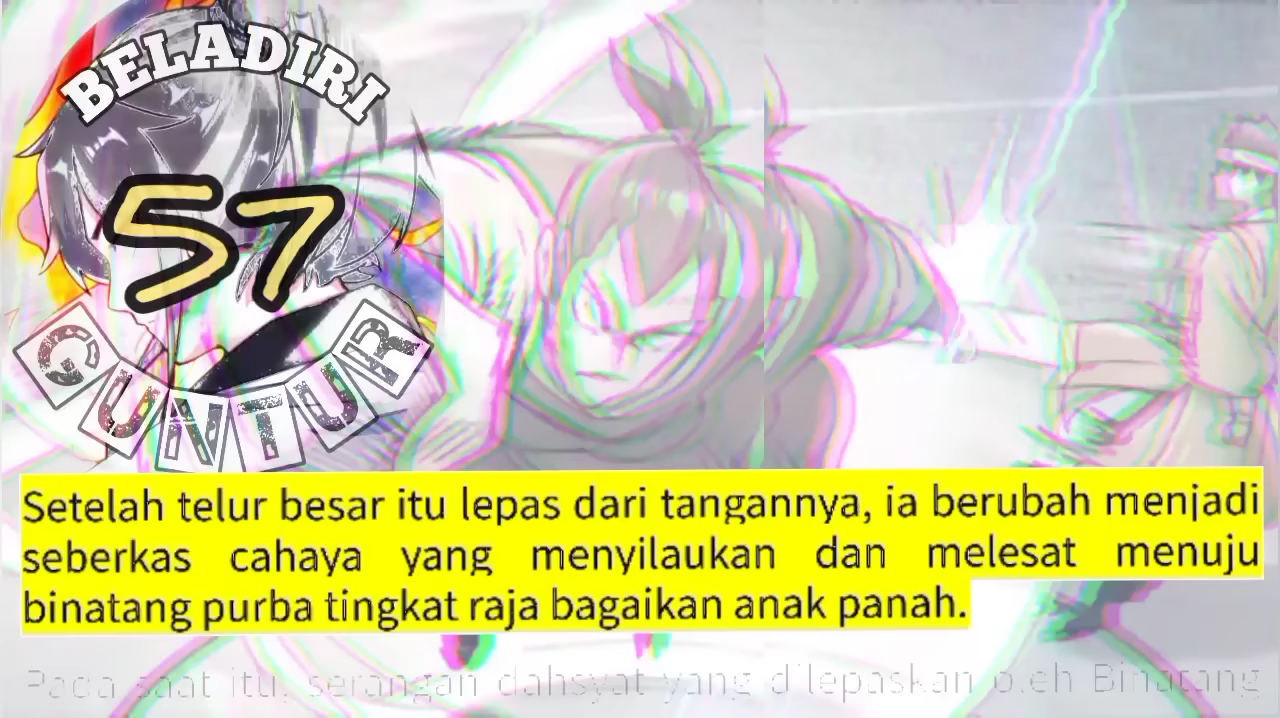 BELADIRI
57
GUNTUR
Setelah telur besar itu lepas dari tangannya, ia berubah menjadi
seberkas cahaya yang menyilaukan dan melesat menuju
binatang purba tingkat raja bagaikan anak panah.
Pada saat itu, serangan dahsyat yang dilepaskan oleh Binatang